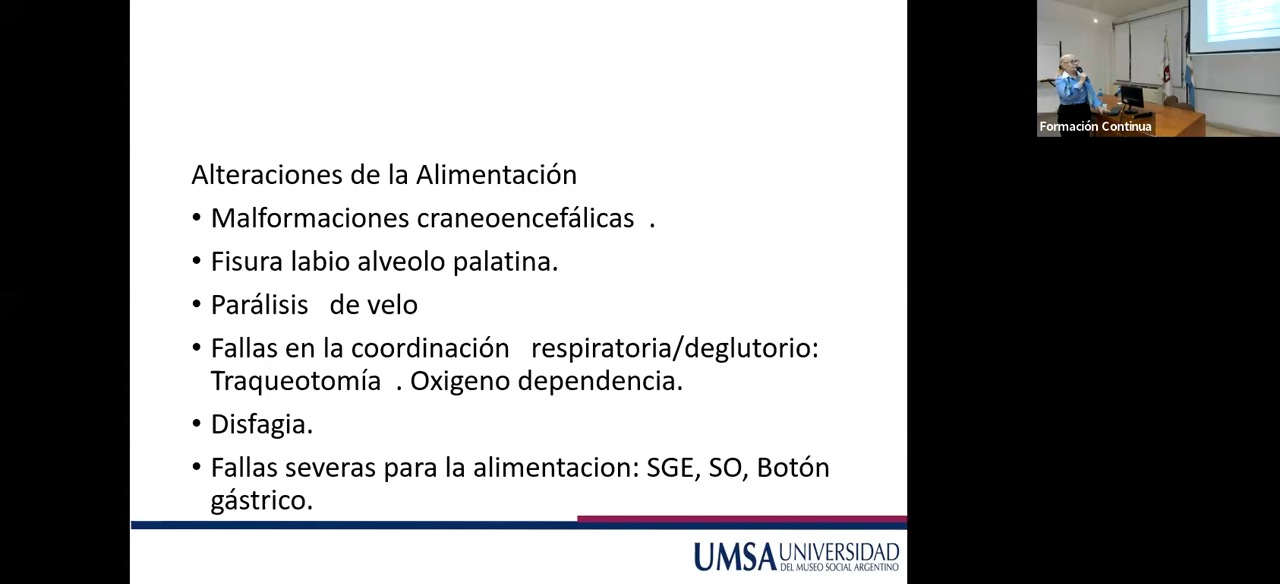 Formación Continua
Alteraciones de la Alimentación
• Malformaciones craneoencefálicas .
• Fisura labio alveolo palatina.
• Parálisis de velo
• Fallas en la coordinación respiratoria/deglutorio:
Traqueotomía . Oxigeno dependencia.
• Disfagia.
• Fallas severas para la alimentacion: SGE, SO, Botón
gástrico.
UMSA UNIVERSIDAD
DEL MUSEO SOCIAL ARGENTINO